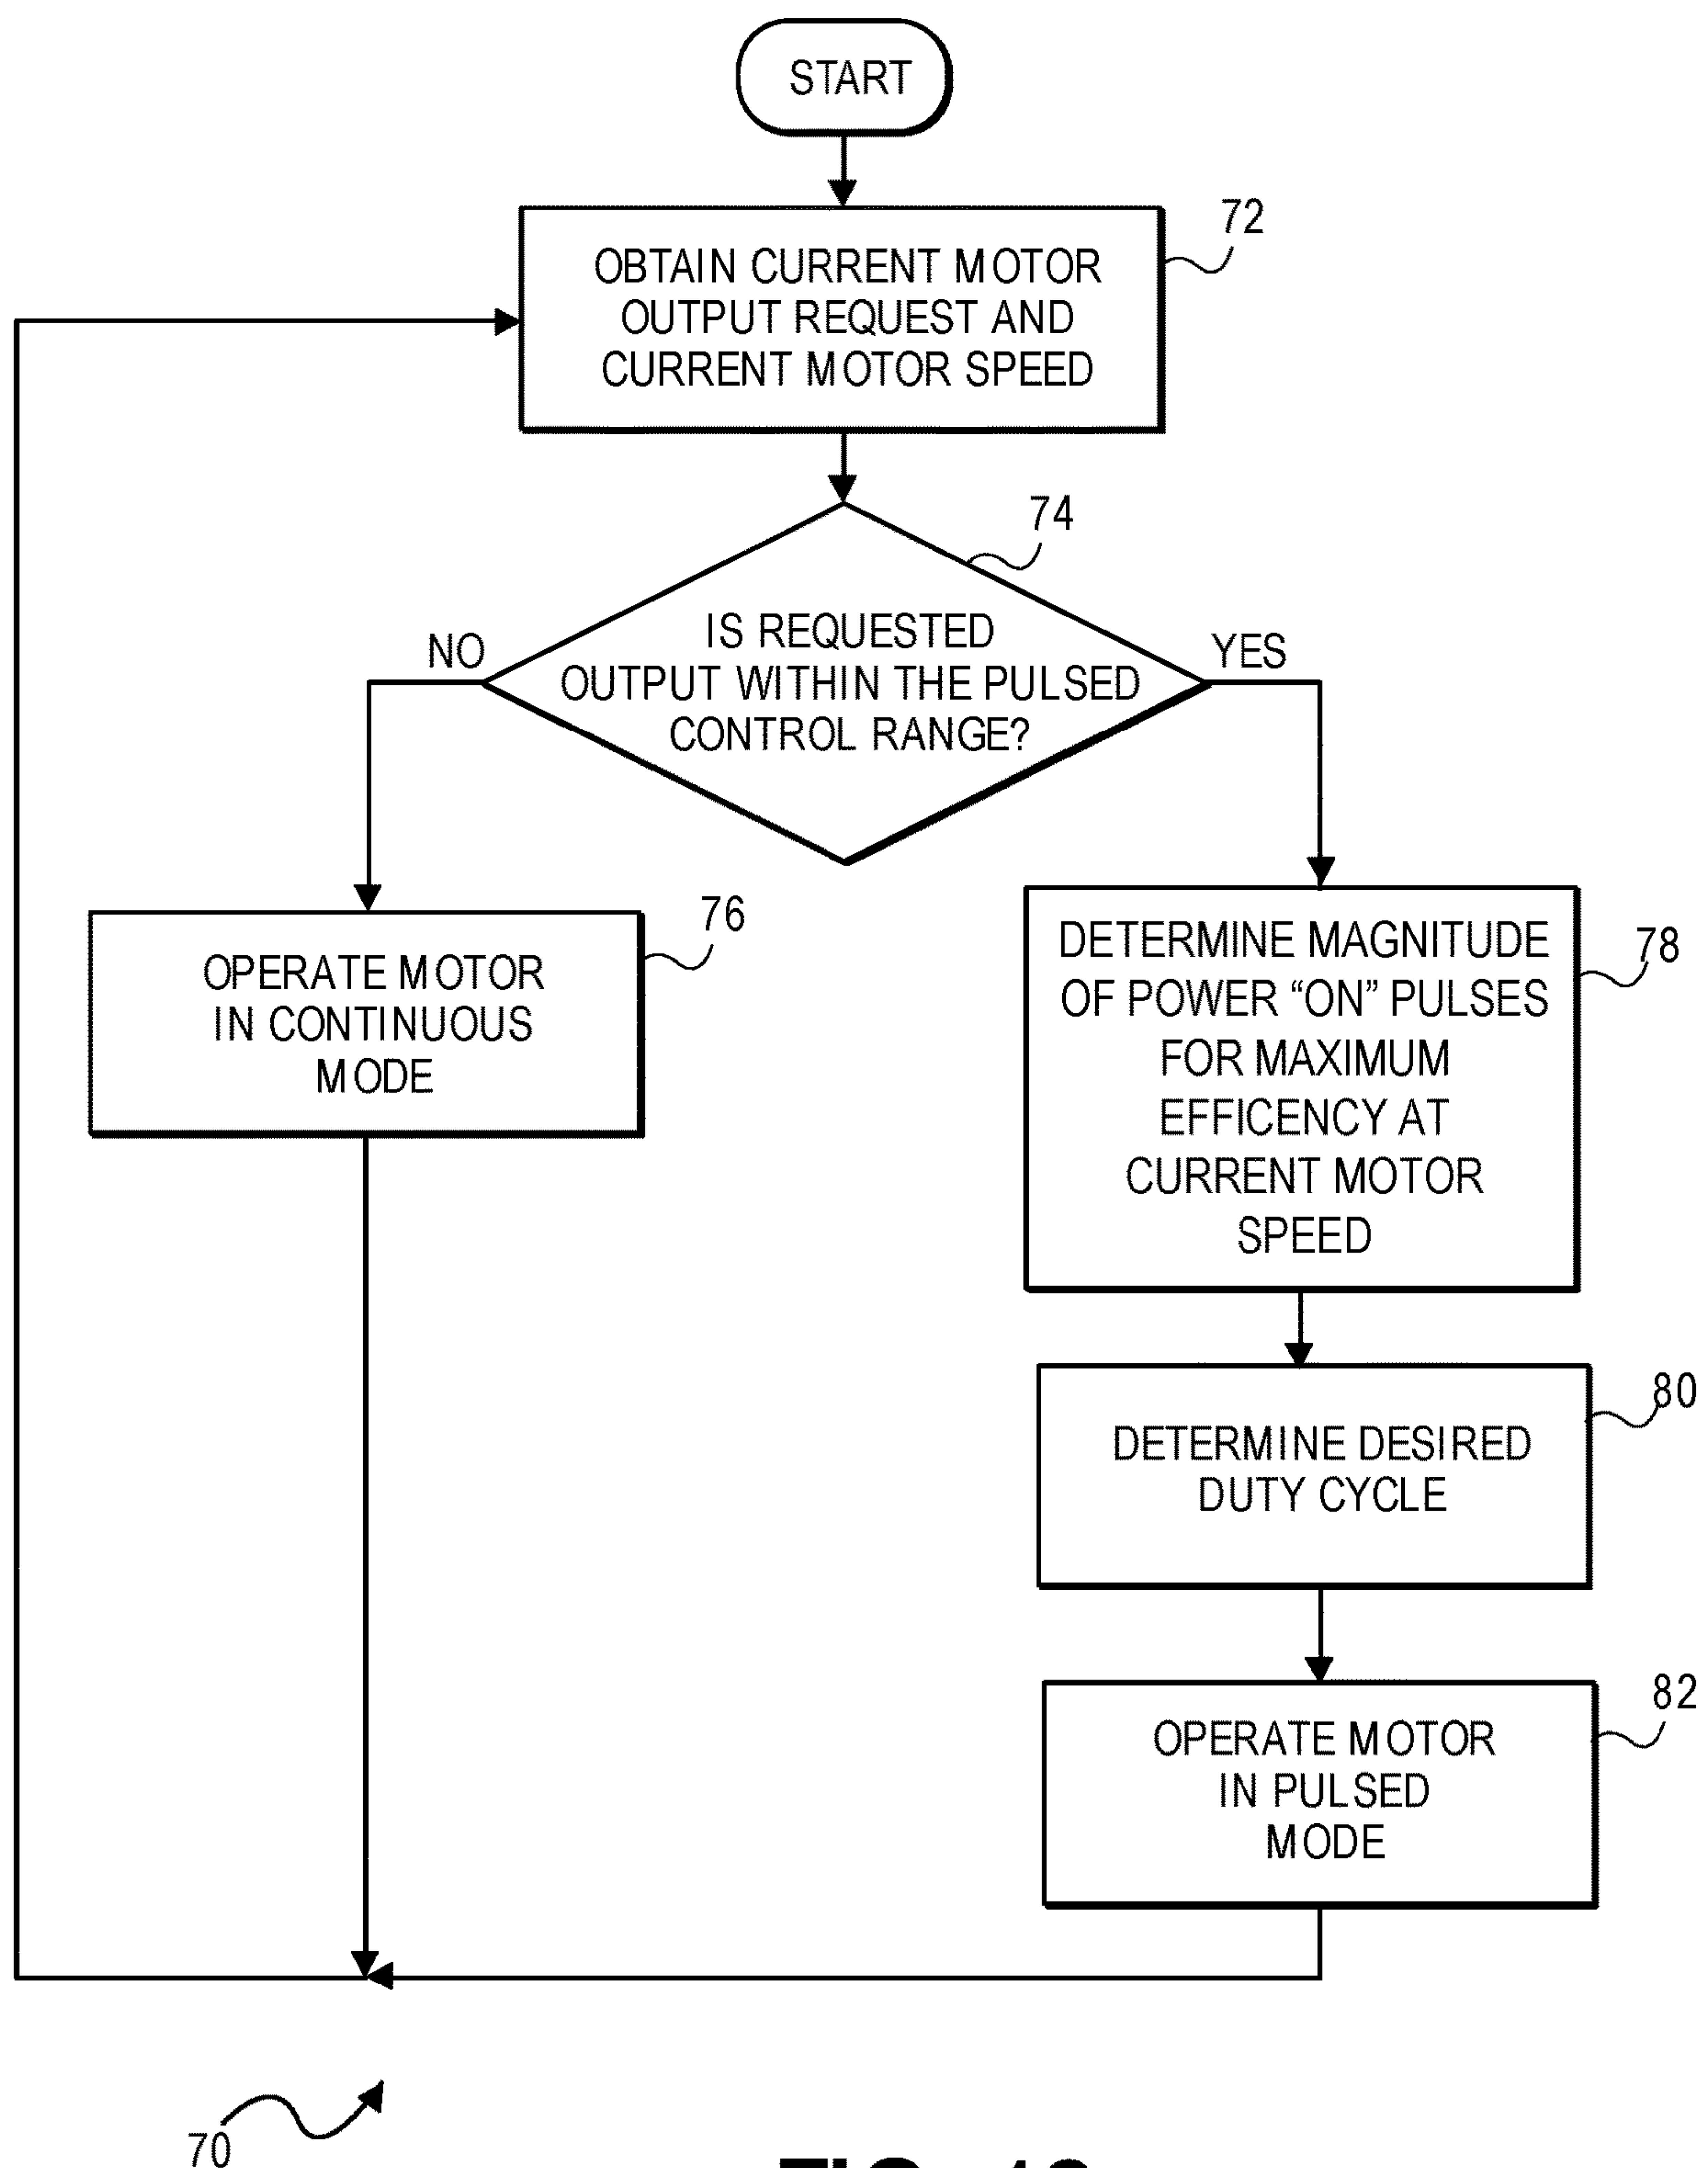 START
OBTAIN CURRENT MOTOR
OUTPUT REQUEST AND
CURRENT MOTOR SPEED
72
IS REQUESTED
OUTPUT WITHIN THE PULSED
CONTROL RANGE?
74
NO
YES
OPERATE MOTOR
IN CONTINUOUS
MODE
76
DETERMINE MAGNITUDE
OF POWER “ON” PULSES
FOR MAXIMUM
EFFICENCY AT
CURRENT MOTOR
SPEED
78
DETERMINE DESIRED
DUTY CYCLE
80
OPERATE MOTOR
IN PULSED
MODE
82
70